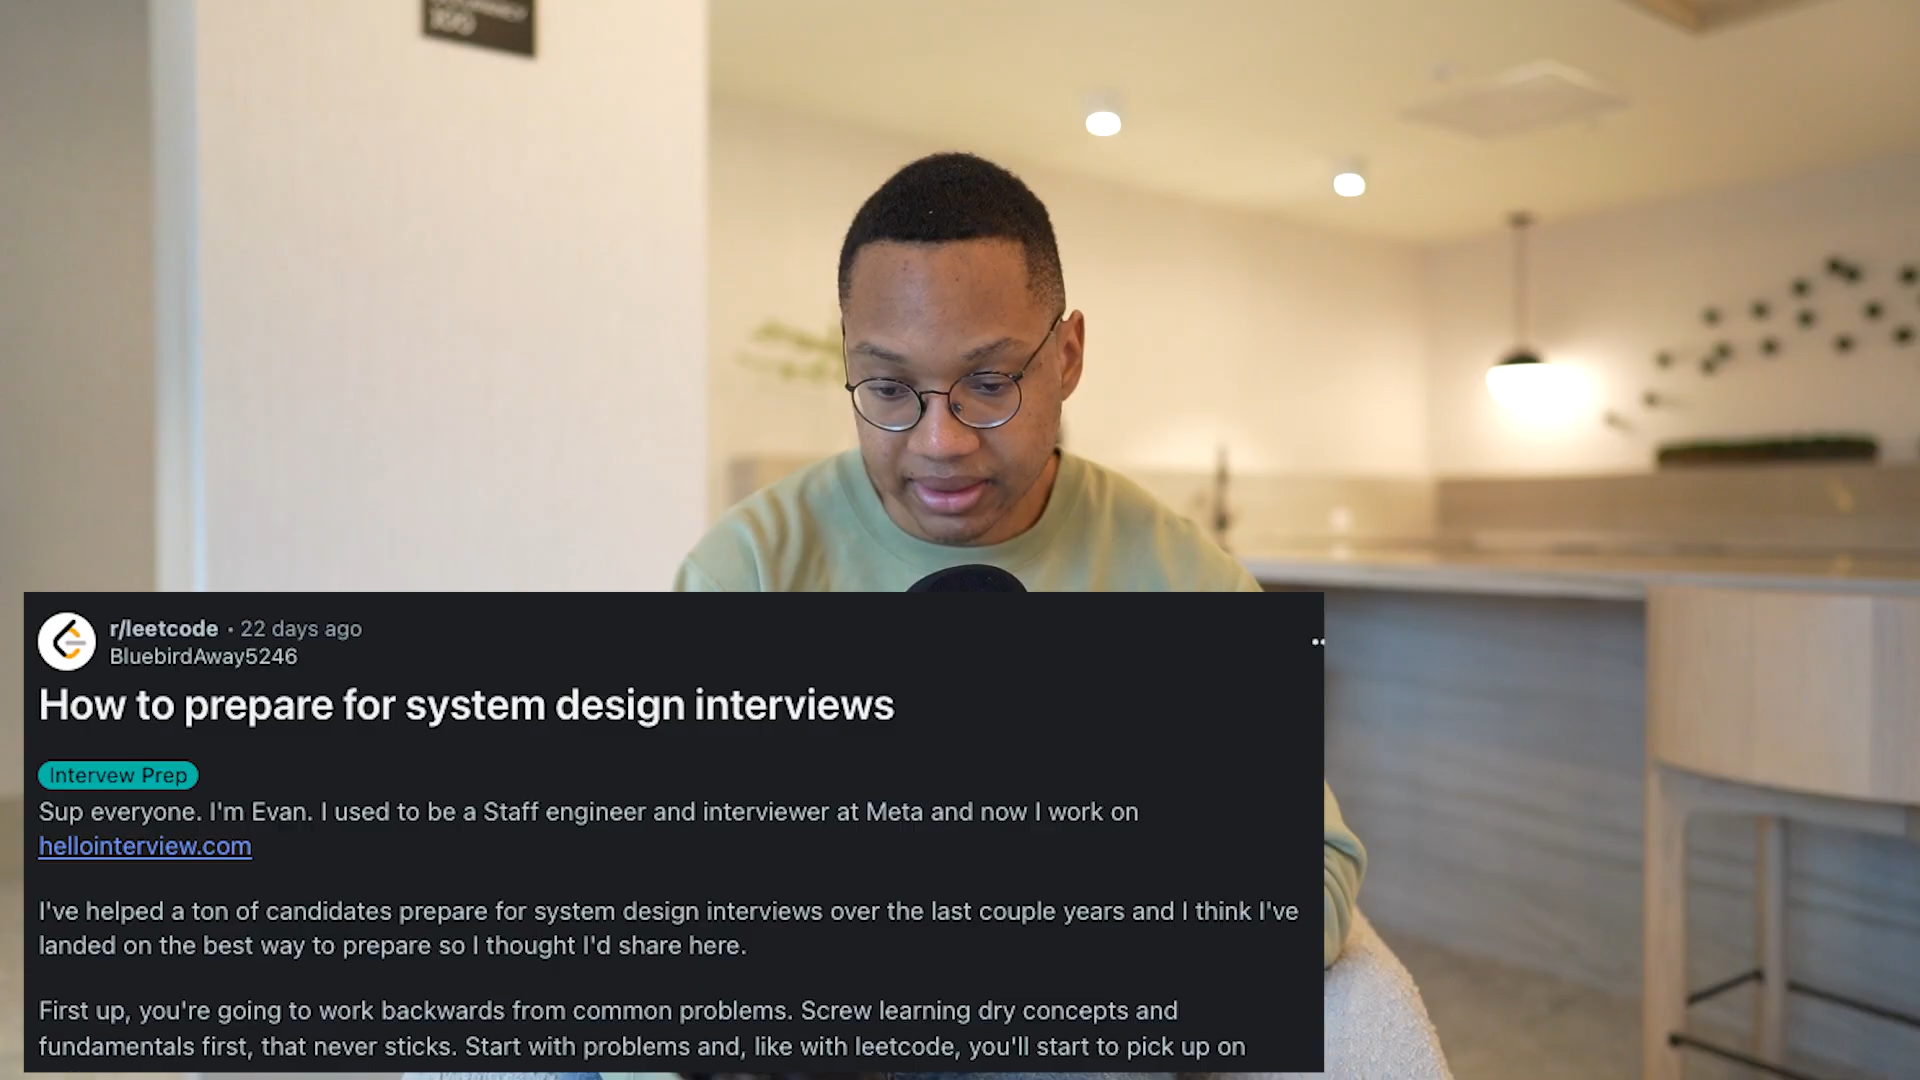 r/leetcode • 22 days ago
BluebirdAway5246
How to prepare for system design interviews
Intervew Prep
Sup everyone. I'm Evan. I used to be a Staff engineer and interviewer at Meta and now I work on
hellointerview.com
I've helped a ton of candidates prepare for system design interviews over the last couple years and I think I've
landed on the best way to prepare so I thought I'd share here.
First up, you're going to work backwards from common problems. Screw learning dry concepts and
fundamentals first, that never sticks. Start with problems and, like with leetcode, you'll start to pick up on